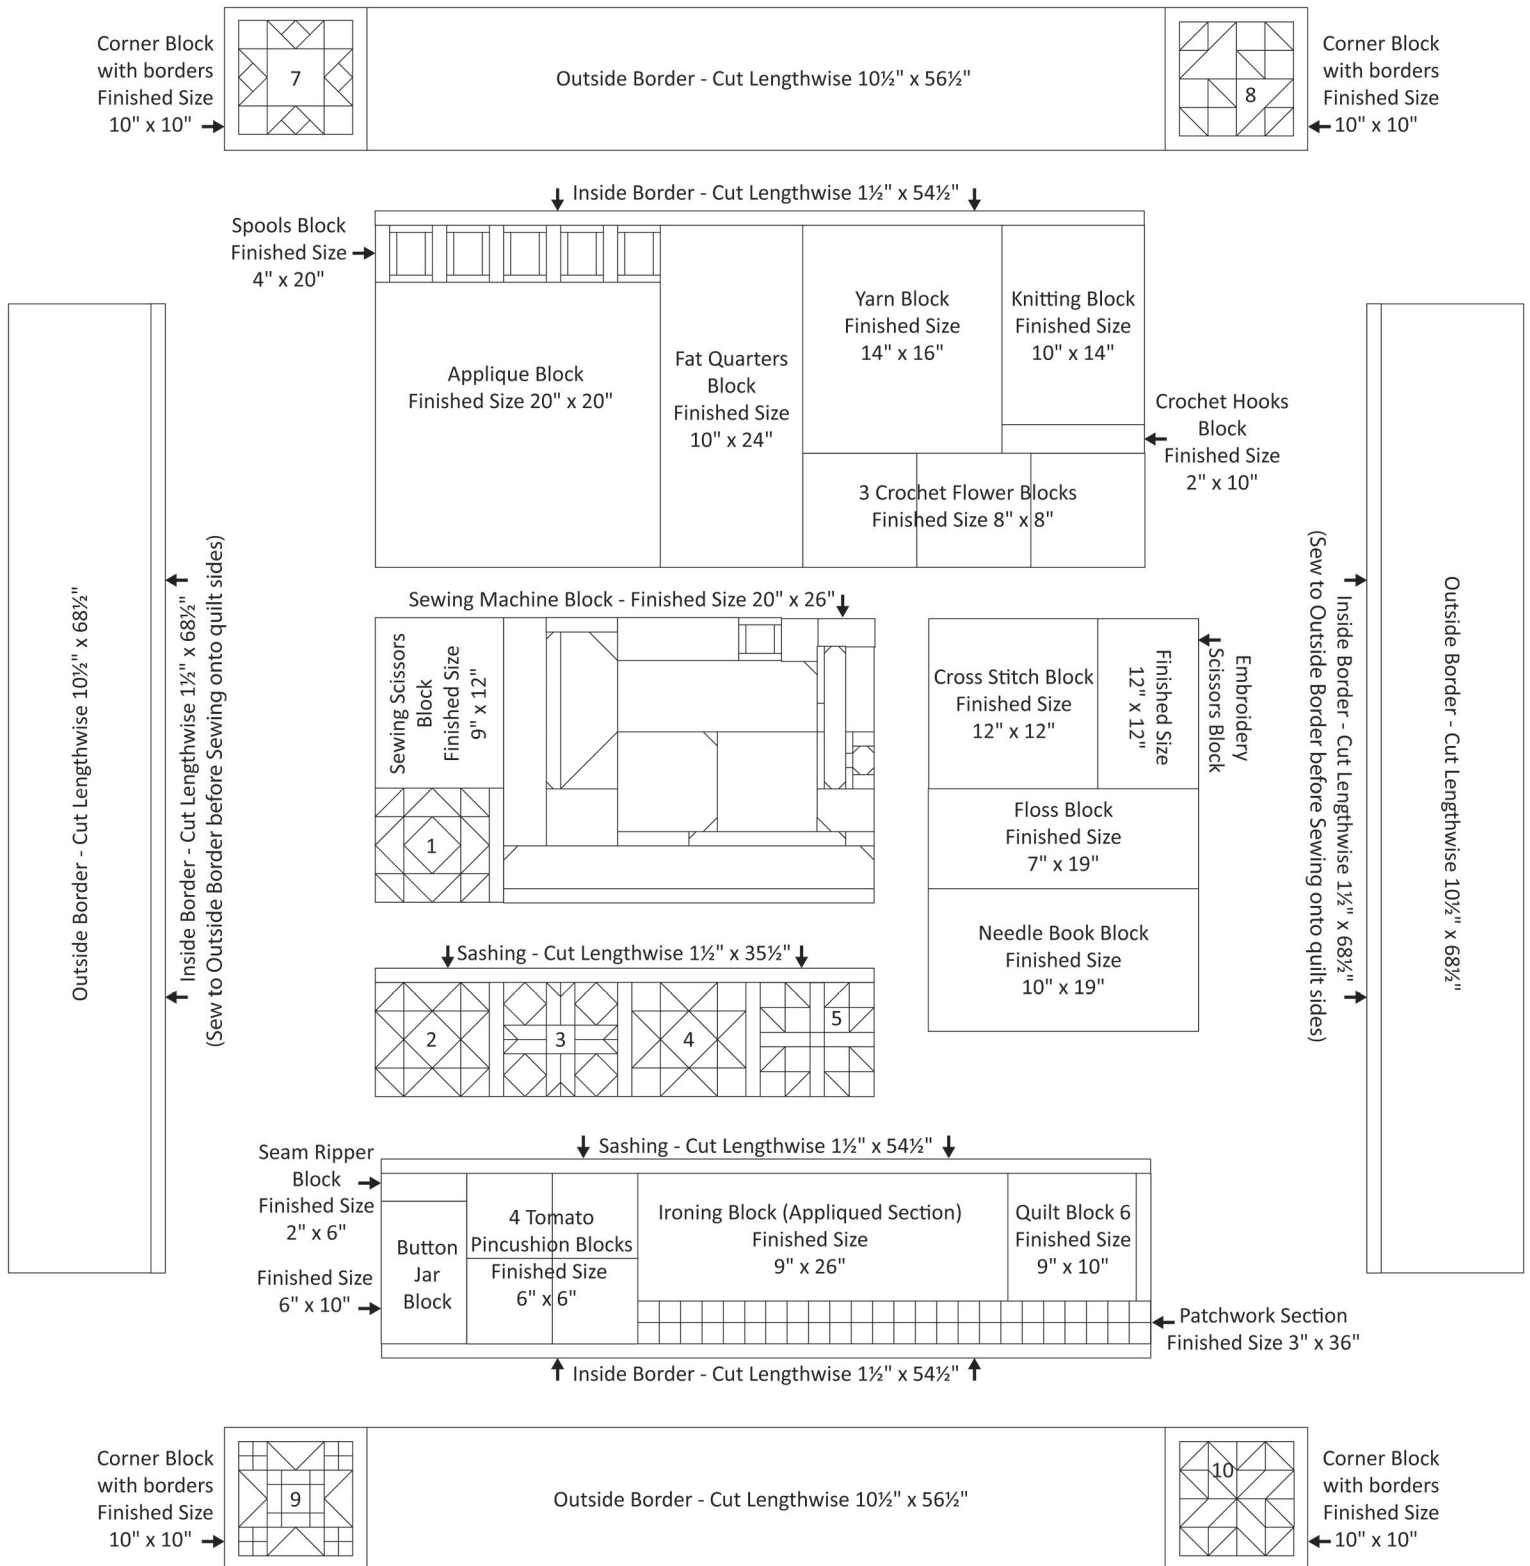 Corner Block
with borders
Finished Size
10" x 10"
7
Outside Border - Cut Lengthwise 10½" x 56½"
8
Corner Block
with borders
Finished Size
10" x 10"
Inside Border - Cut Lengthwise 1½" x 54½"
Spools Block
Finished Size
4" x 20"
Applique Block
Finished Size 20" x 20"
Fat Quarters
Block
Finished Size
10" x 24"
Yarn Block
Finished Size
14" x 16"
Knitting Block
Finished Size
10" x 14"
Crochet Hooks
Block
Finished Size
2" x 10"
3 Crochet Flower Blocks
Finished Size 8" x 8"
Outside Border - Cut Lengthwise 10½" x 68½"
Inside Border - Cut Lengthwise 1½" x 68½"
(Sew to Outside Border before Sewing onto quilt sides)
Sewing Machine Block - Finished Size 20" x 26"
Sewing Scissors
Block
Finished Size
9" x 12"
1
Cross Stitch Block
Finished Size
12" x 12"
Embroidery
Scissors Block
Finished Size
12" x 12"
Floss Block
Finished Size
7" x 19"
Needle Book Block
Finished Size
10" x 19"
Outside Border - Cut Lengthwise 10½" x 68½"
Inside Border - Cut Lengthwise 1½" x 68½"
(Sew to Outside Border before Sewing onto quilt sides)
Sashing - Cut Lengthwise 1½" x 35½"
2
3
4
5
Sashing - Cut Lengthwise 1½" x 54½"
Seam Ripper
Block
Finished Size
2" x 6"
Button
Jar
Block
Finished Size
6" x 10"
4 Tomato
Pincushion Blocks
Finished Size
6" x 6"
Ironing Block (Appliqued Section)
Finished Size
9" x 26"
Quilt Block 6
Finished Size
9" x 10"
Patchwork Section
Finished Size 3" x 36"
Inside Border - Cut Lengthwise 1½" x 54½"
Corner Block
with borders
Finished Size
10" x 10"
9
Outside Border - Cut Lengthwise 10½" x 56½"
10
Corner Block
with borders
Finished Size
10" x 10"